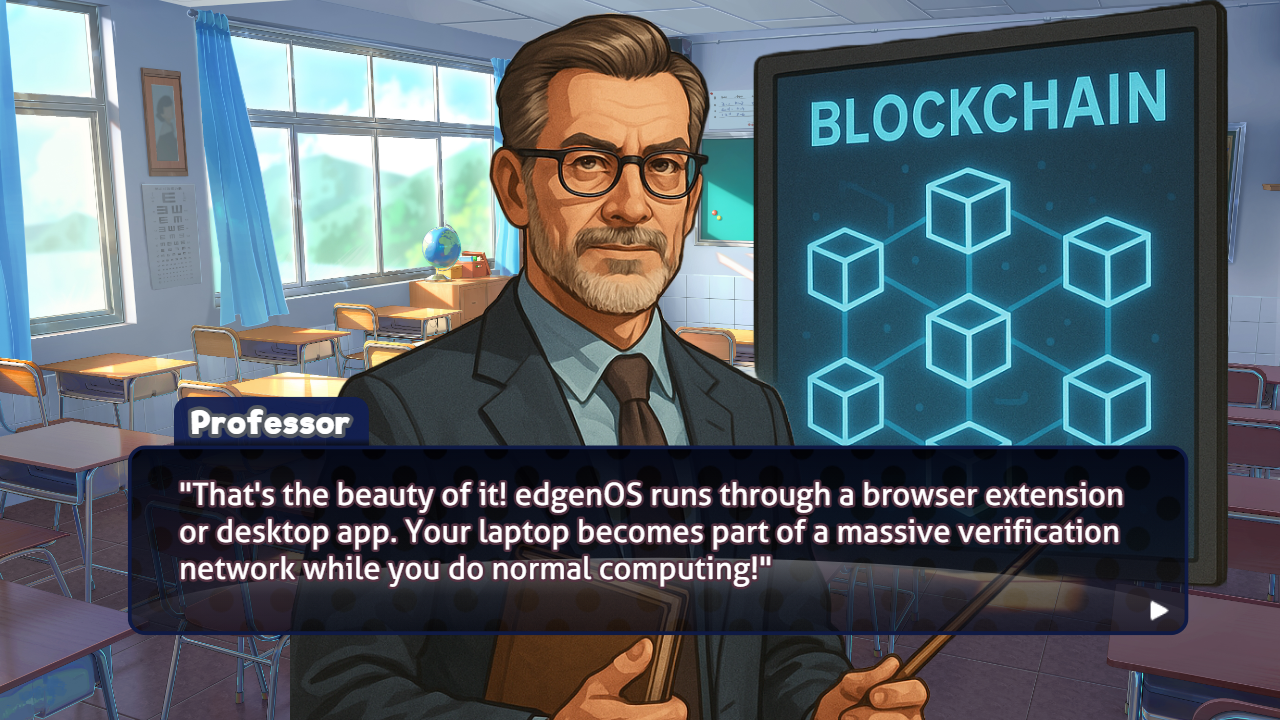 BLOCKCHAIN
Professor
"That's the beauty of it! edgenOS runs through a browser extension
or desktop app. Your laptop becomes part of a massive verification
network while you do normal computing!"